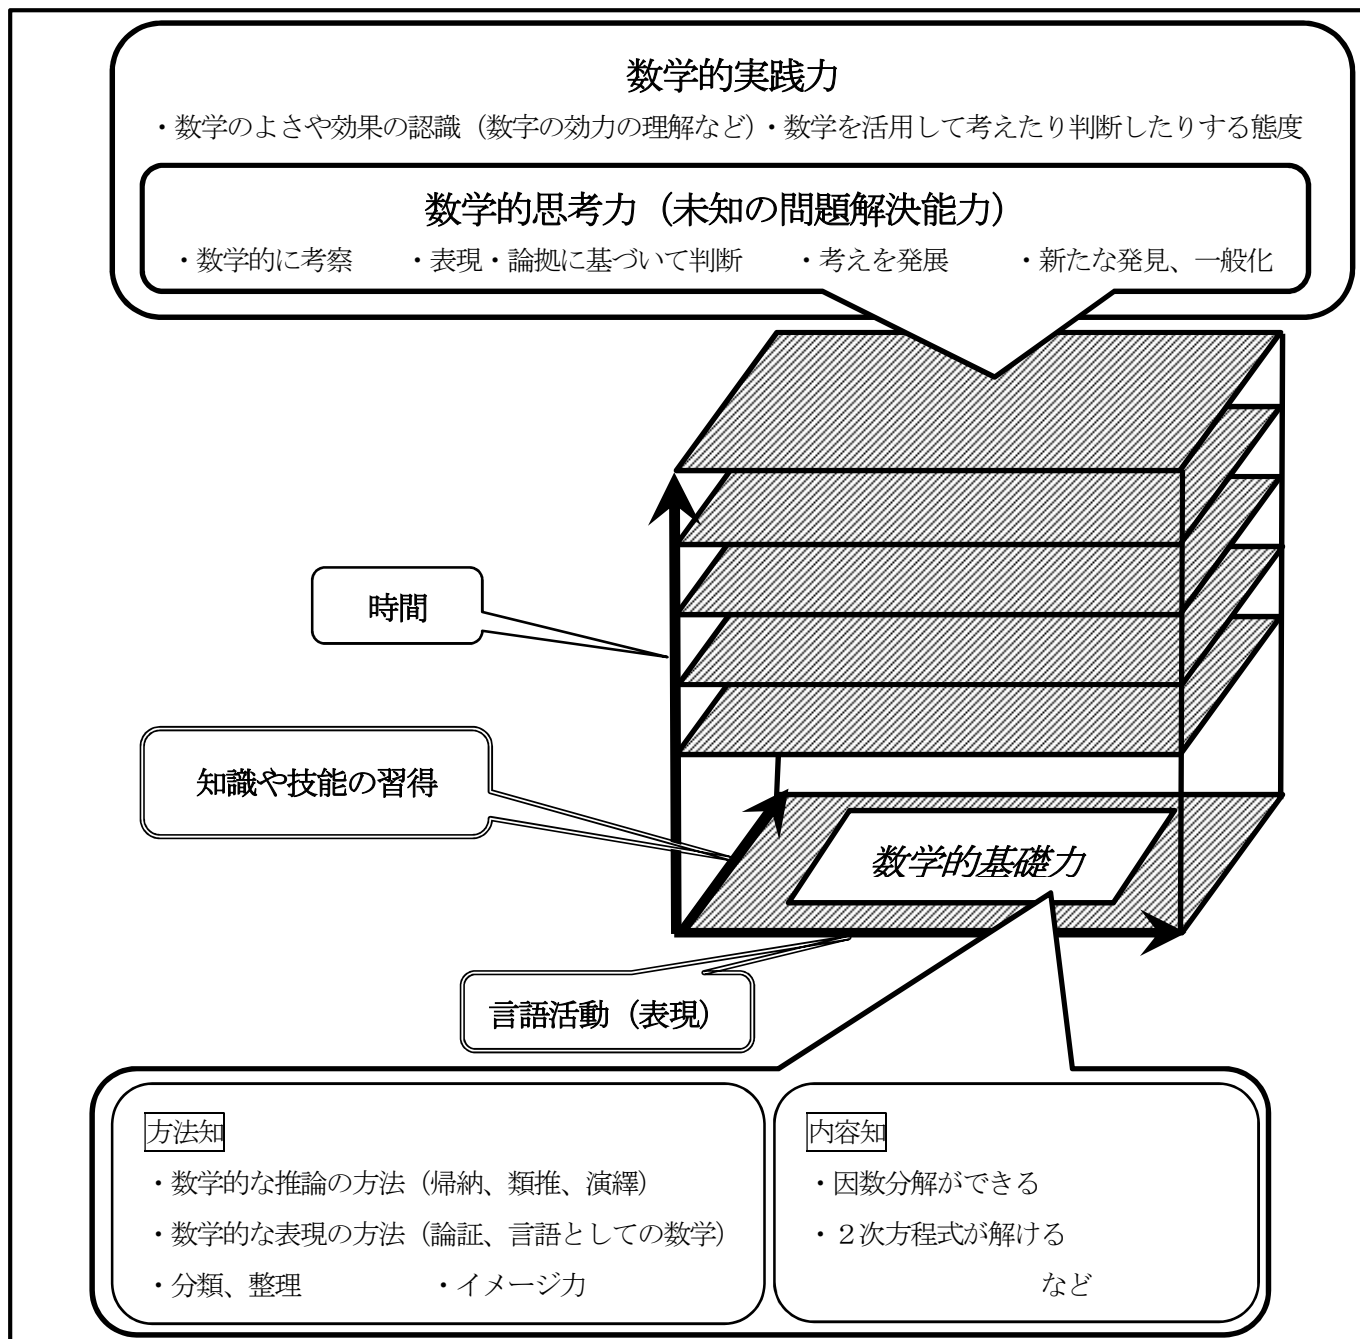 数学的実践力
・数学のよさや効果の認識（数字の効力の理解など）・数学を活用して考えたり判断したりする態度
数学的思考力（未知の問題解決能力）
・数学的に考察　・表現・論拠に基づいて判断　・考えを発展　・新たな発見、一般化
時間
知識や技能の習得
数学的基礎力
言語活動（表現）
方法知
・数学的な推論の方法（帰納、類推、演繹）
・数学的な表現の方法（論証、言語としての数学）
・分類、整理　・イメージ力
内容知
・因数分解ができる
・２次方程式が解ける
など